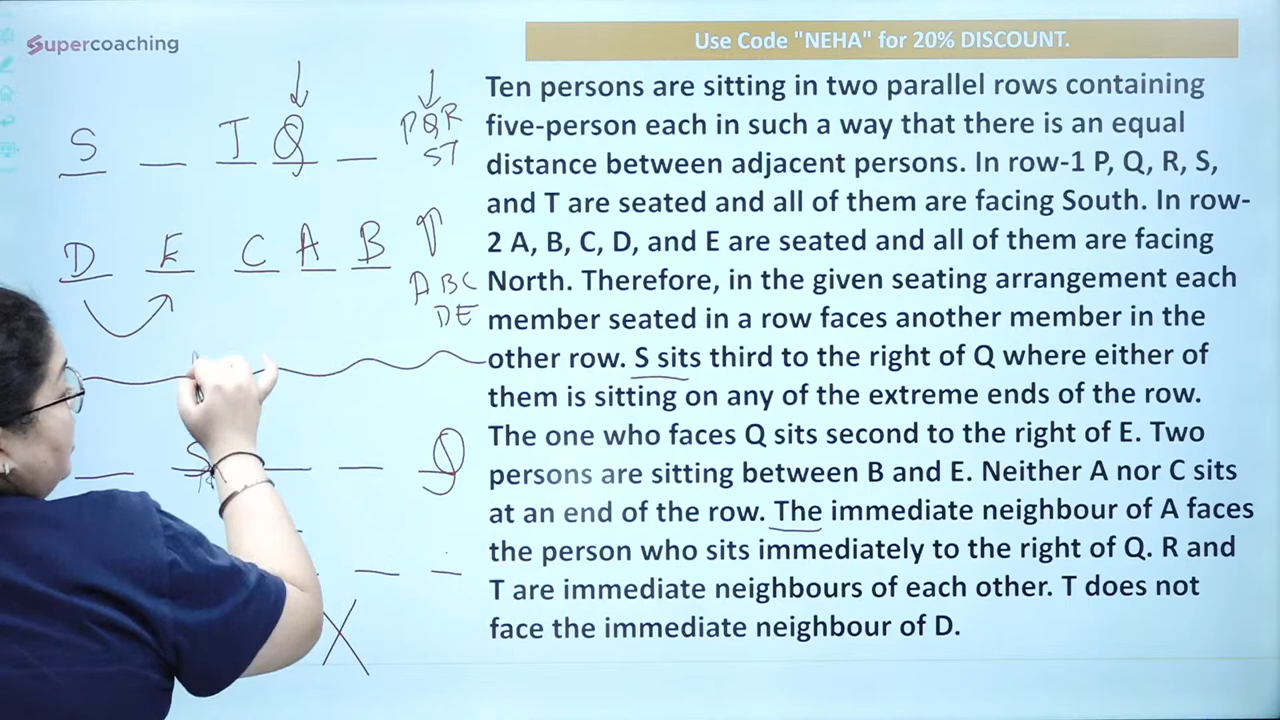 Supercoaching
Use Code "NEHA" for 20% DISCOUNT.
Ten persons are sitting in two parallel rows containing
five-person each in such a way that there is an equal
distance between adjacent persons. In row-1 P, Q, R, S,
and T are seated and all of them are facing South. In row-
2 A, B, C, D, and E are seated and all of them are facing
North. Therefore, in the given seating arrangement each
member seated in a row faces another member in the
other row. S sits third to the right of Q where either of
them is sitting on any of the extreme ends of the row.
The one who faces Q sits second to the right of E. Two
persons are sitting between B and E. Neither A nor C sits
at an end of the row. The immediate neighbour of A faces
the person who sits immediately to the right of Q. R and
T are immediate neighbours of each other. T does not
face the immediate neighbour of D.
S _ T Q _
PQR
ST
D E C A B
ABC
DE
_ S _ _ Q
X